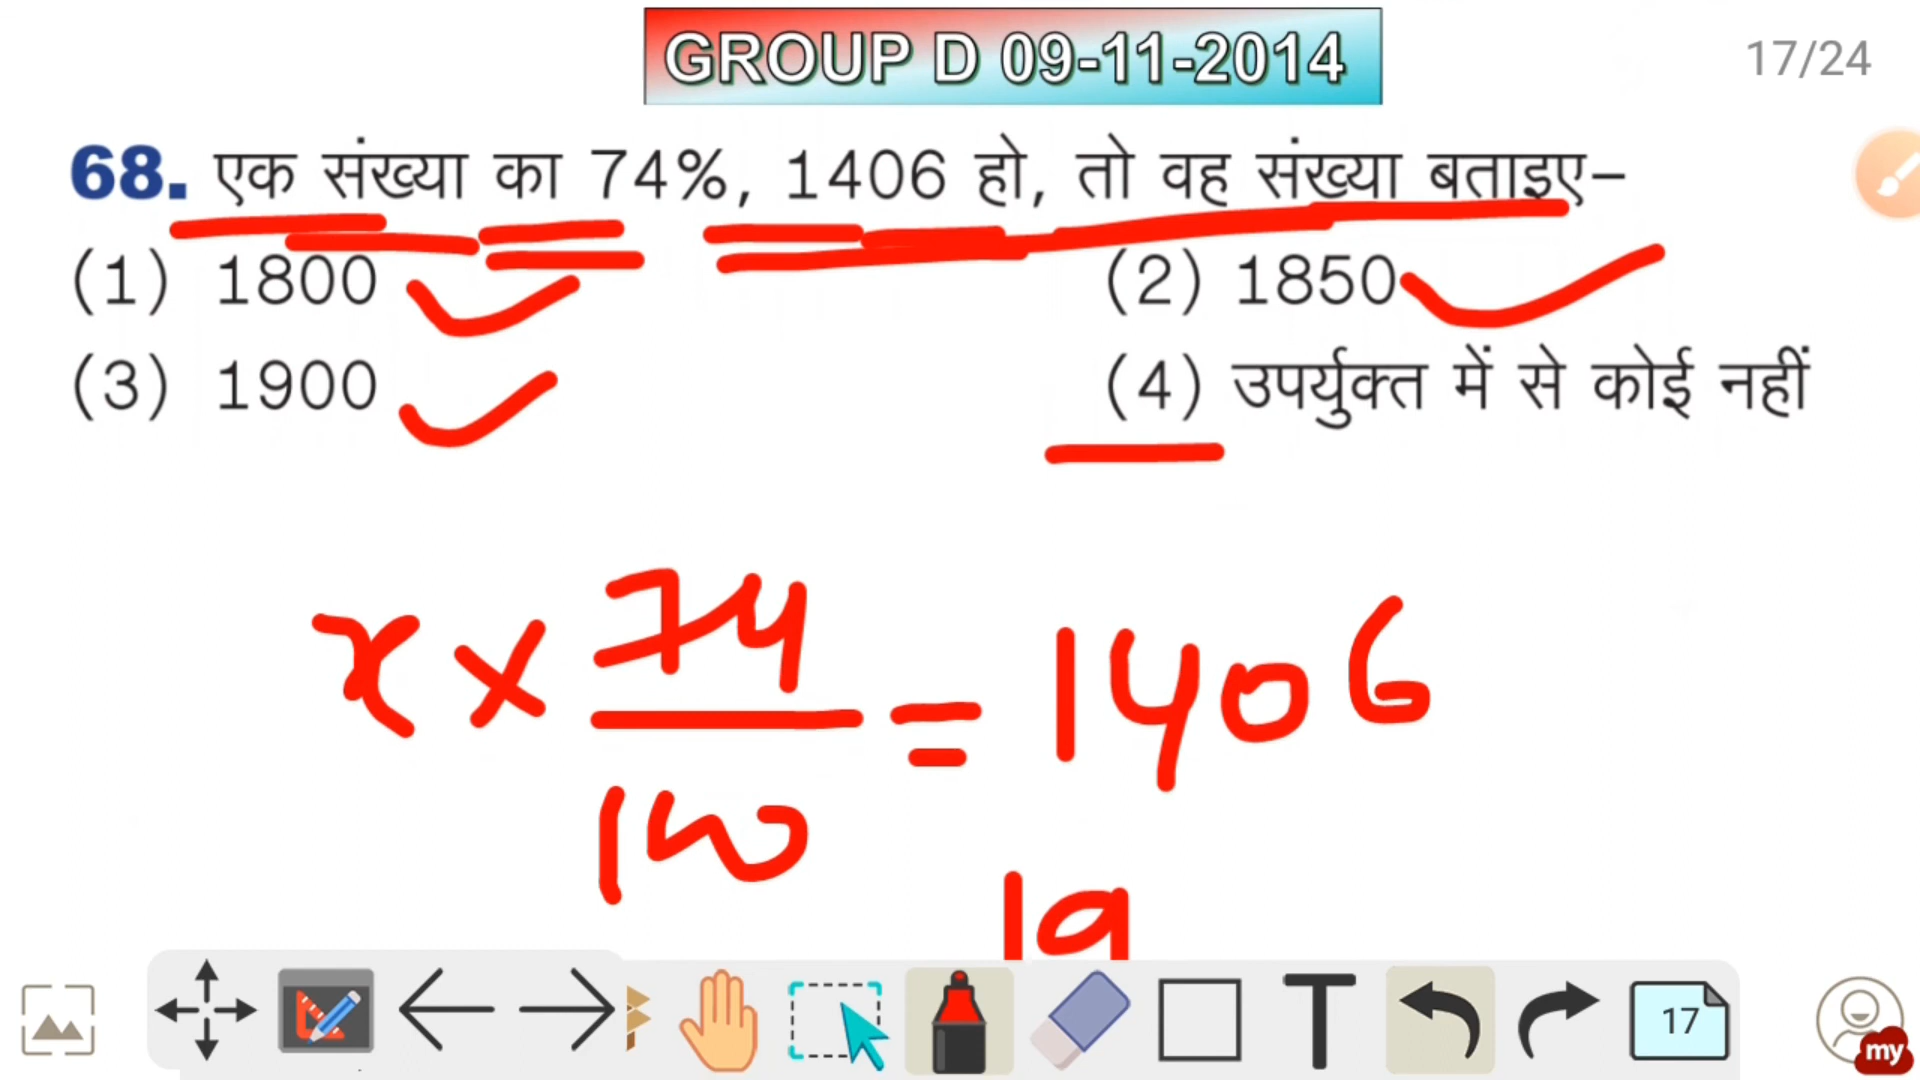 GROUP D 09-11-2014
17/24
68. एक संख्या का 74%, 1406 हो, तो वह संख्या बताइए-
(1) 1800
(2) 1850
(3) 1900
(4) उपर्युक्त में से कोई नहीं
x × 74/100 = 1406
19
T
17
my